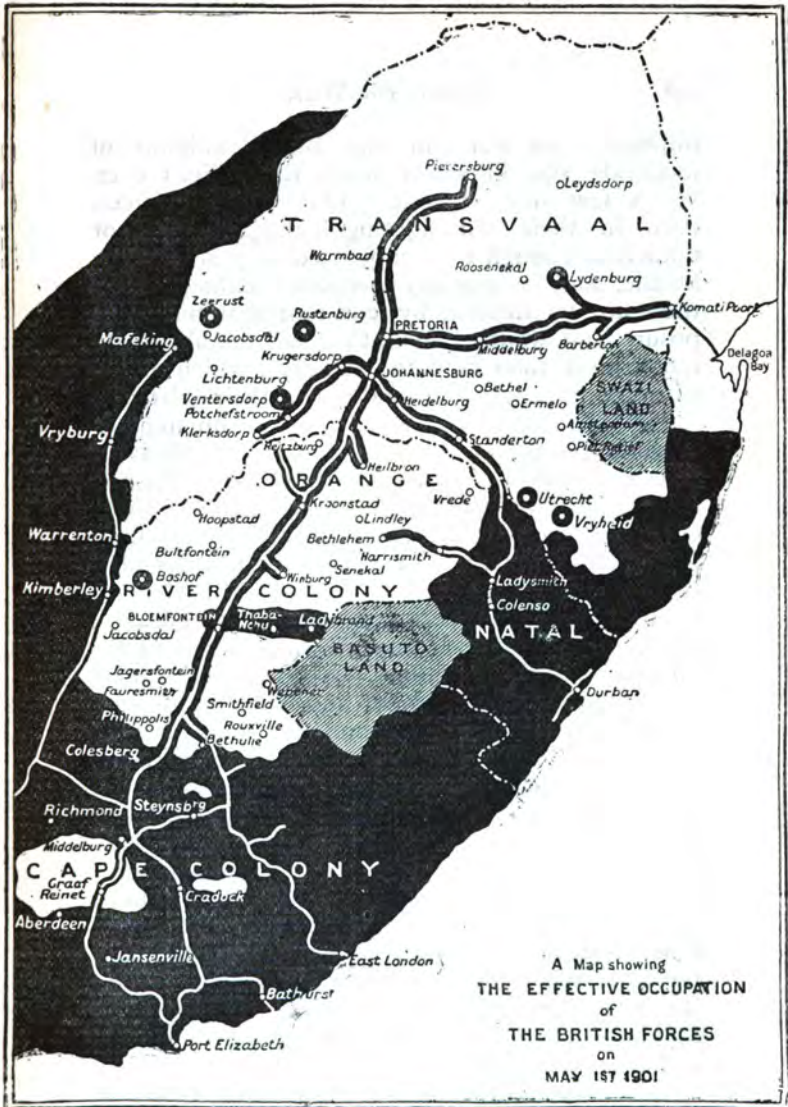 Pietersburg
Leydsdorp
TRANSVAAL
Warmbad
Roosenekal
Lydenburg
Zeerust
Rustenburg
Komati Poort
Jacobsdal
PRETORIA
Mafeking
Krugersdorp
Middelburg
Barberton
Delagoa
Bay
Lichtenburg
JOHANNESBURG
Ventersdorp
Bethel
SWAZI
LAND
Potchefstroom
Heidelburg
Ermelo
Vryburg
Klerksdorp
Amsterdam
Reitzburg
Standerton
Piet Retief
Heilbron
ORANGE
Vrede
Utrecht
Hoopstad
Kroonstad
Lindley
Vryheid
Warrenton
Bultfontein
Bethlehem
Harrismith
Boshof
Winburg
Senekal
Kimberley
RIVER COLONY
Ladysmith
BLOEMFONTEIN
Thaba-
Nchu
Ladybrand
Colenso
Jacobsdal
NATAL
BASUTO
LAND
Jagersfontein
Fauresmith
Wepener
Durban
Smithfield
Philippolis
Rouxville
Bethulie
Colesberg
Richmond
Steynsbrg
Middelburg
CAPE COLONY
Graaf
Reinet
Cradock
Aberdeen
Jansenville
East London
Bathurst
Port Elizabeth
A Map showing
THE EFFECTIVE OCCUPATION
of
THE BRITISH FORCES
on
MAY 1ST 1901